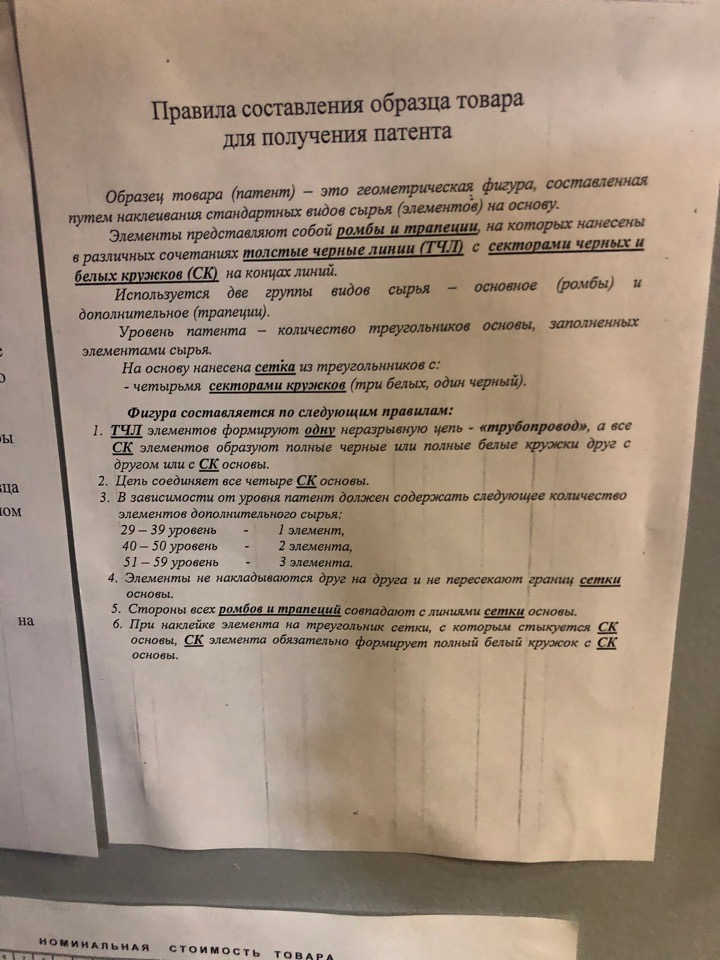 Правила составления образца товара
для получения патента
Образец товара (патент) – это геометрическая фигура, составленная
путем наклеивания стандартных видов сырья (элементов) на основу.
Элементы представляют собой ромбы и трапеции, на которых нанесены
в различных сочетаниях толстые черные линии (ТЧЛ) с секторами черных и
белых кружков (СК) на концах линий.
Используется две группы видов сырья – основное (ромбы) и
дополнительное (трапеции).
Уровень патента – количество треугольников основы, заполненных
элементами сырья.
На основу нанесена сетка из треугольнников с:
- четырьмя секторами кружков (три белых, один черный).
Фигура составляется по следующим правилам:
1. ТЧЛ элементов формируют одну неразрывную цепь - «трубопровод», а все
СК элементов образуют полные черные или полные белые кружки друг с
другом или с СК основы.
2. Цепь соединяет все четыре СК основы.
3. В зависимости от уровня патент должен содержать следующее количество
элементов дополнительного сырья:
29 – 39 уровень - 1 элемент,
40 – 50 уровень - 2 элемента,
51 – 59 уровень - 3 элемента.
4. Элементы не накладываются друг на друга и не пересекают границ сетки
основы.
5. Стороны всех ромбов и трапеций совпадают с линиями сетки основы.
6. При наклейке элемента на треугольник сетки, с которым стыкуется СК
основы, СК элемента обязательно формирует полный белый кружок с СК
основы.
на
НОМИНАЛЬНАЯ СТОИМОСТЬ ТОВАРА